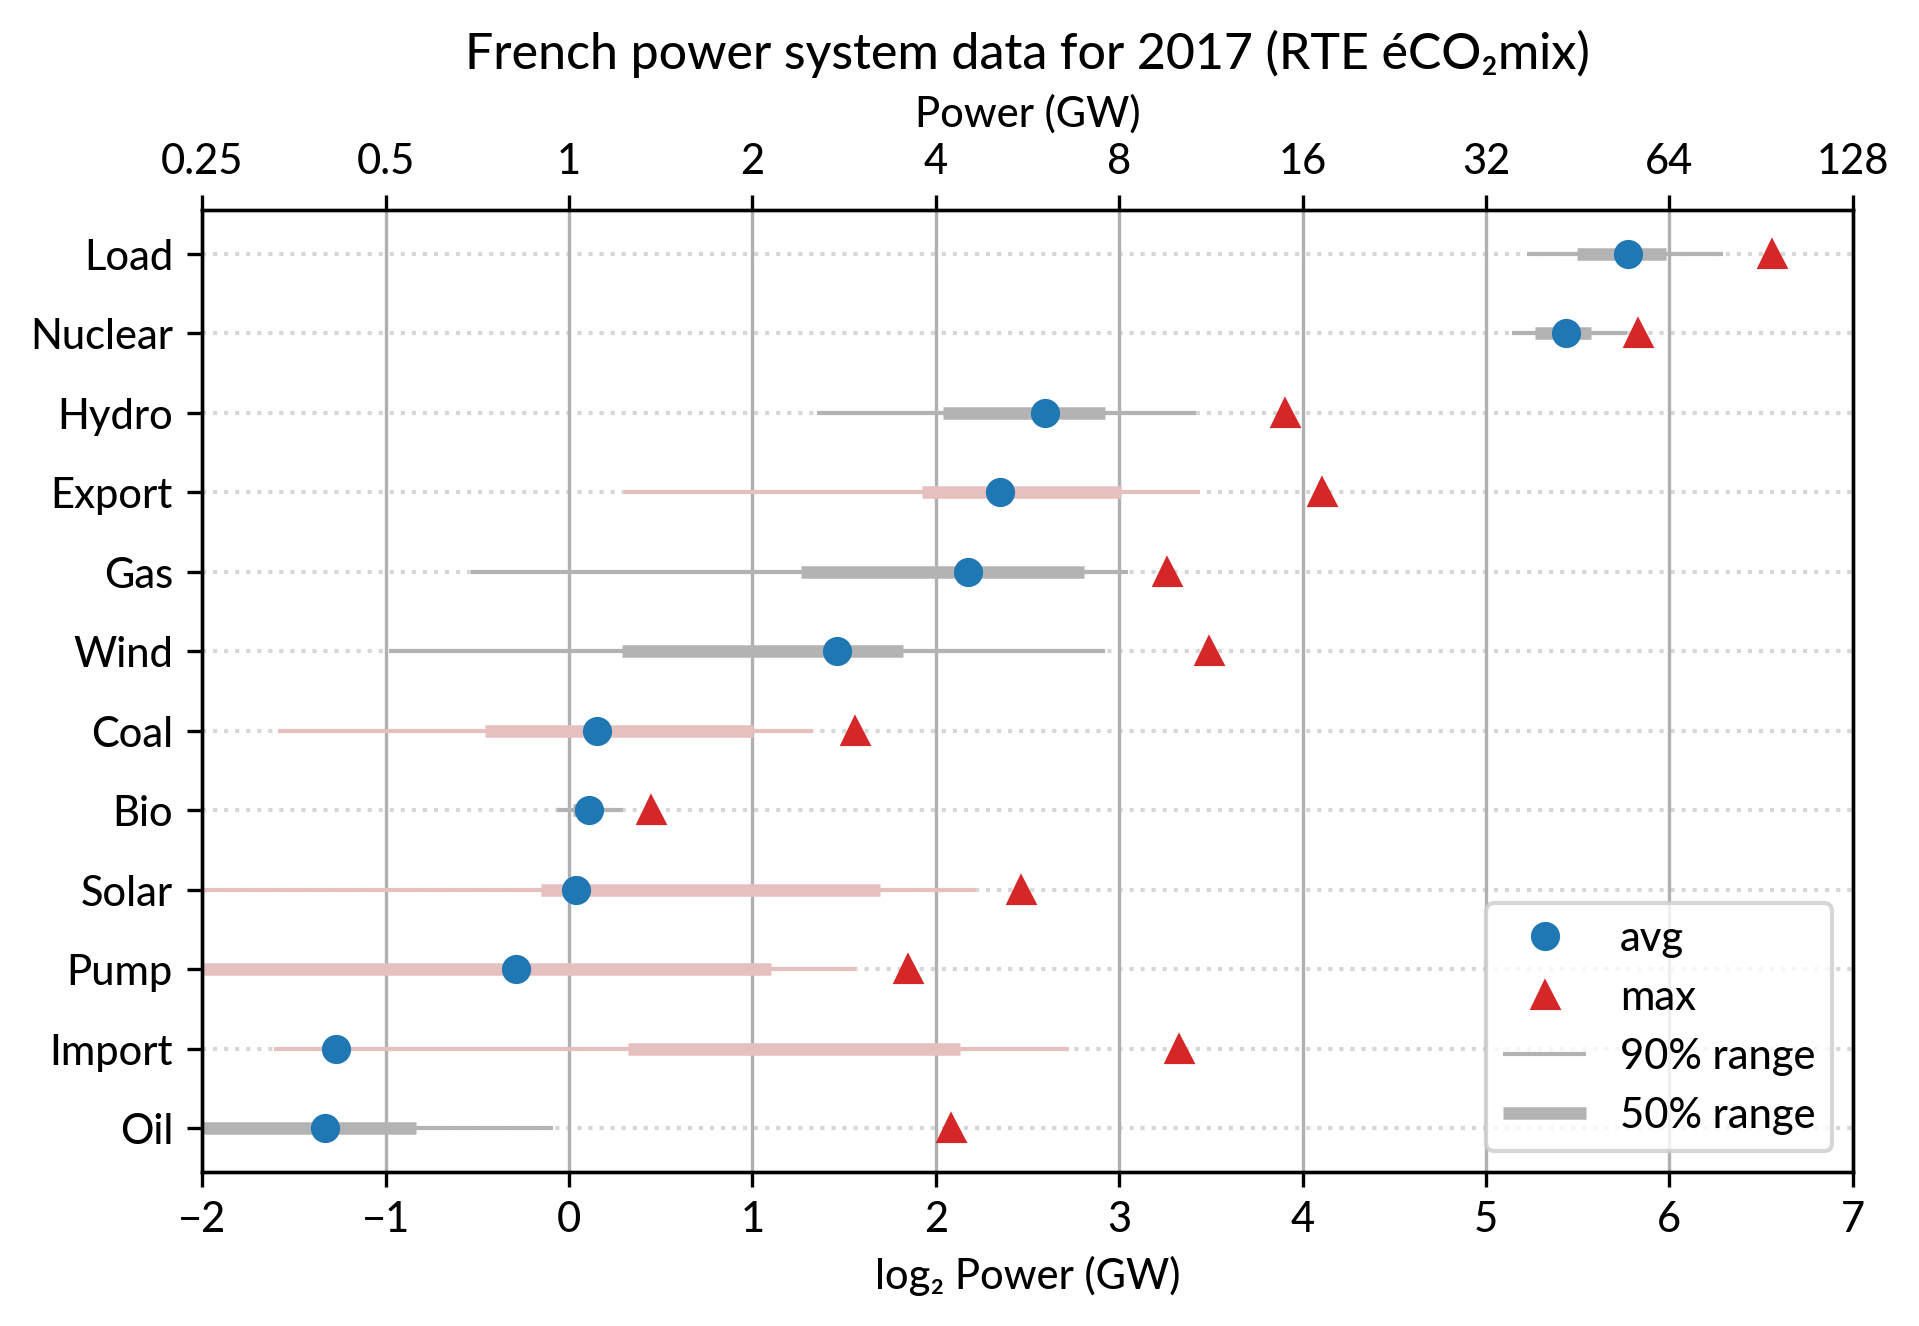 French power system data for 2017 (RTE éCO₂mix)
Power (GW)
0.25 0.5 1 2 4 8 16 32 64 128
Load
Nuclear
Hydro
Export
Gas
Wind
Coal
Bio
Solar
Pump
Import
Oil
avg
max
90% range
50% range
−2 −1 0 1 2 3 4 5 6 7
log₂ Power (GW)